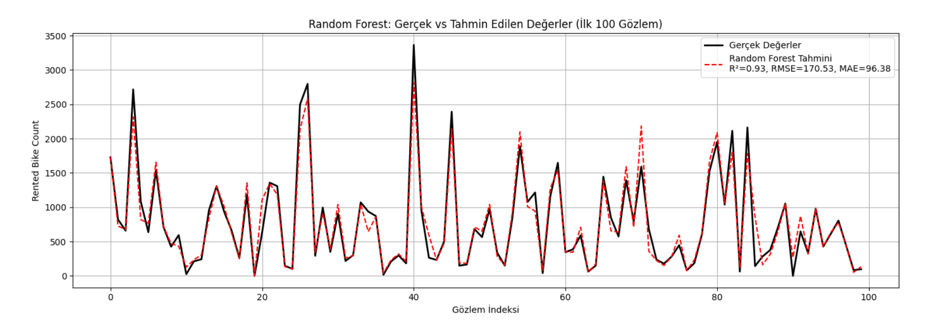 Random Forest: Gerçek vs Tahmin Edilen Değerler (İlk 100 Gözlem)
Gerçek Değerler
Random Forest Tahmini
R²=0.93, RMSE=170.53, MAE=96.38
Rented Bike Count
3500
3000
2500
2000
1500
1000
500
0
0 20 40 60 80 100
Gözlem İndeksi